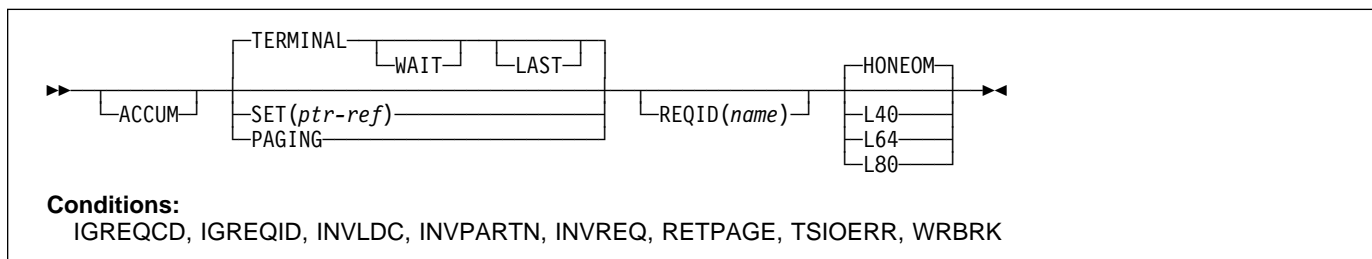 TERMINAL
WAIT LAST HONEOM
ACCUM SET(ptr-ref) REQID(name) L40
PAGING L64
L80
Conditions:
IGREQCD, IGREQID, INVLDC, INVPARTN, INVREQ, RETPAGE, TSIOERR, WRBRK